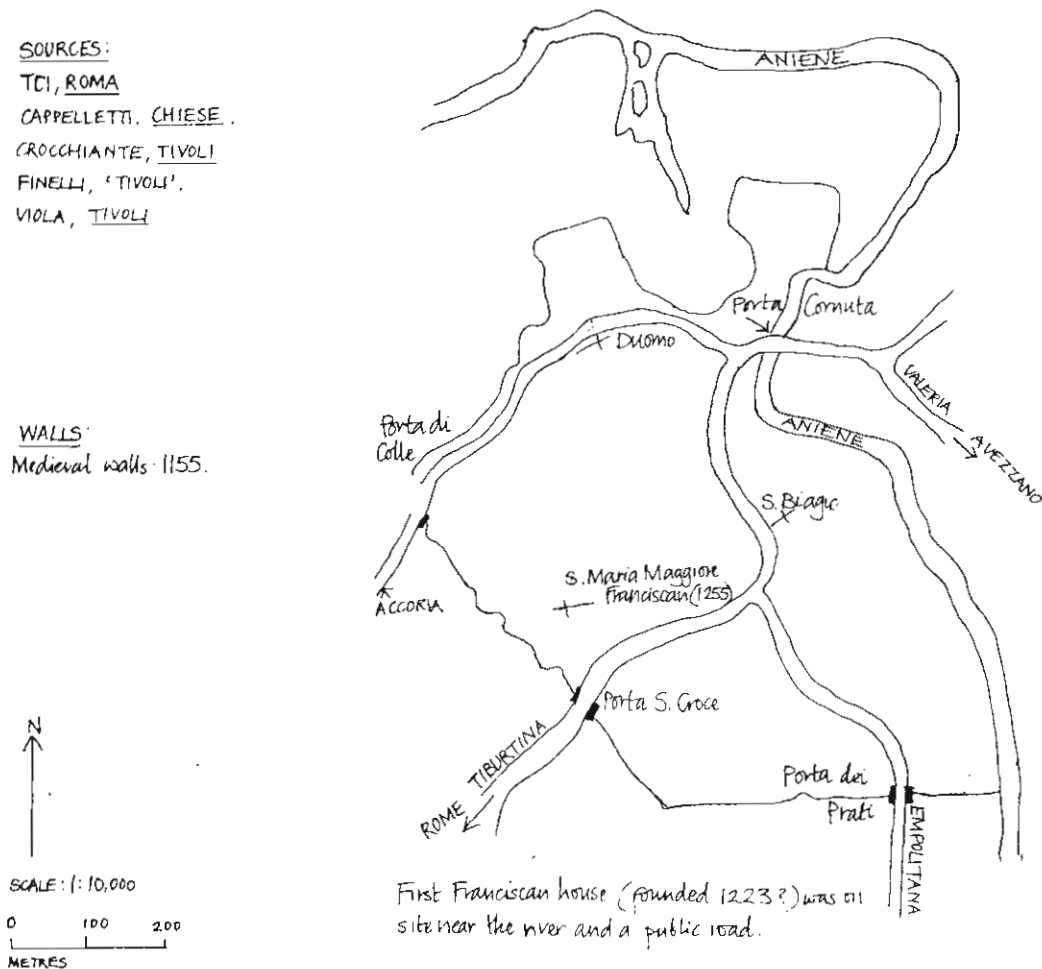 SOURCES:
TCI, ROMA
CAPPELLETTI. CHIESE.
CROCCHIANTE, TIVOLI
FINELLI, 'TIVOLI'.
VIOLA, TIVOLI
WALLS
Medieval walls 1155.
ANIENE
Porta Cornuta
Duomo
VALERIA
AVEZZANO
Porta di
Colle
ANIENE
S. Biagio
S. Maria Maggiore
Franciscan (1255)
ACCORIA
Porta S. Croce
TIBURTINA
ROME
Porta dei
Prati
EMPOLITANA
N
SCALE: 1:10,000
0 100 200
METRES
First Franciscan house (founded 1223?) was on
site near the river and a public road.